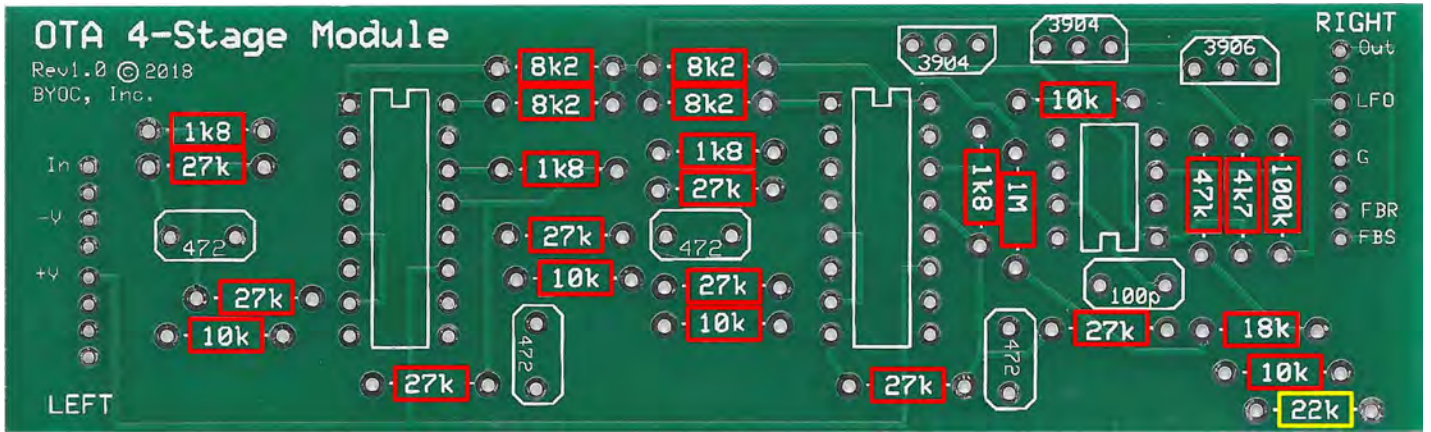 OTA 4-Stage Module
Rev1.0 © 2018
BYOC, Inc.
RIGHT
3904
3904
3906
Out
LFO
G
FBR
FBS
In
-V
+V
LEFT
8k2
8k2
8k2
8k2
10k
1k8
27k
1k8
1k8
27k
1k8
1M
47k
4k7
100k
472
27k
472
27k
10k
10k
27k
10k
27k
472
27k
27k
472
100p
27k
18k
10k
22k